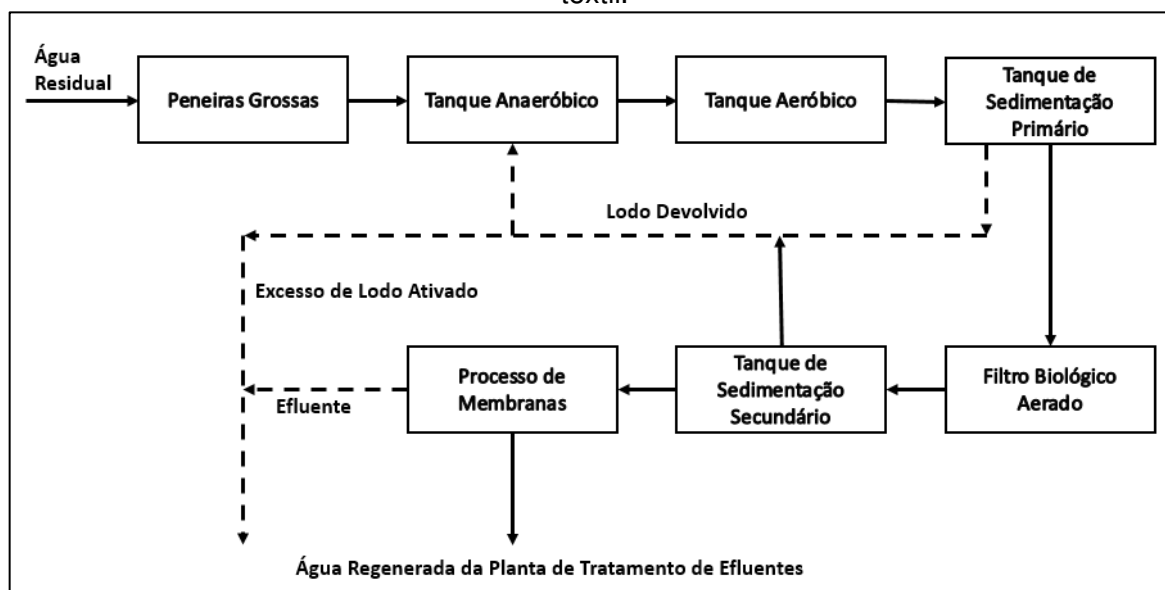 Água
Residual
Peneiras Grossas
Tanque Anaeróbico
Tanque Aeróbico
Tanque de
Sedimentação
Primário
Lodo Devolvido
Excesso de Lodo Ativado
Processo de
Membranas
Tanque de
Sedimentação
Secundário
Filtro Biológico
Aerado
Efluente
Água Regenerada da Planta de Tratamento de Efluentes